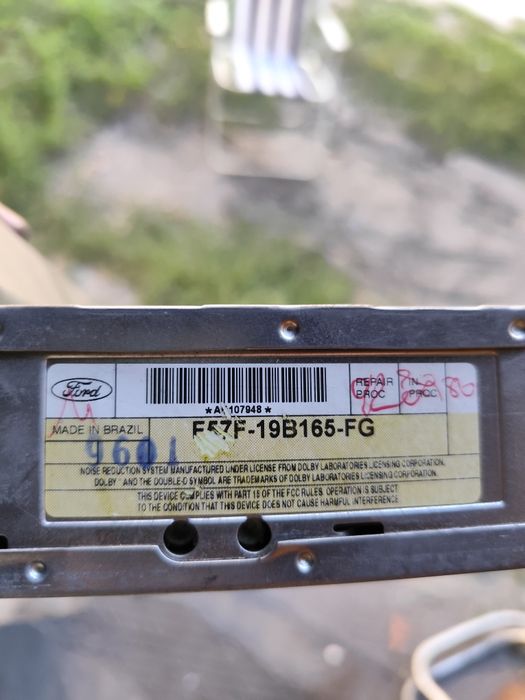 Ford
REPAIR PROC
IN PROC
MADE IN BRAZIL
F57F-19B165-FG
9601
NOISE REDUCTION SYSTEM MANUFACTURED UNDER LICENSE FROM DOLBY LABORATORIES LICENSING CORPORATION.
DOLBY AND THE DOUBLE-D SYMBOL ARE TRADEMARKS OF DOLBY LABORATORIES LICENSING CORPORATION.
THIS DEVICE COMPLIES WITH PART 15 OF THE FCC RULES. OPERATION IS SUBJECT
TO THE CONDITION THAT THIS DEVICE DOES NOT CAUSE HARMFUL INTERFERENCE